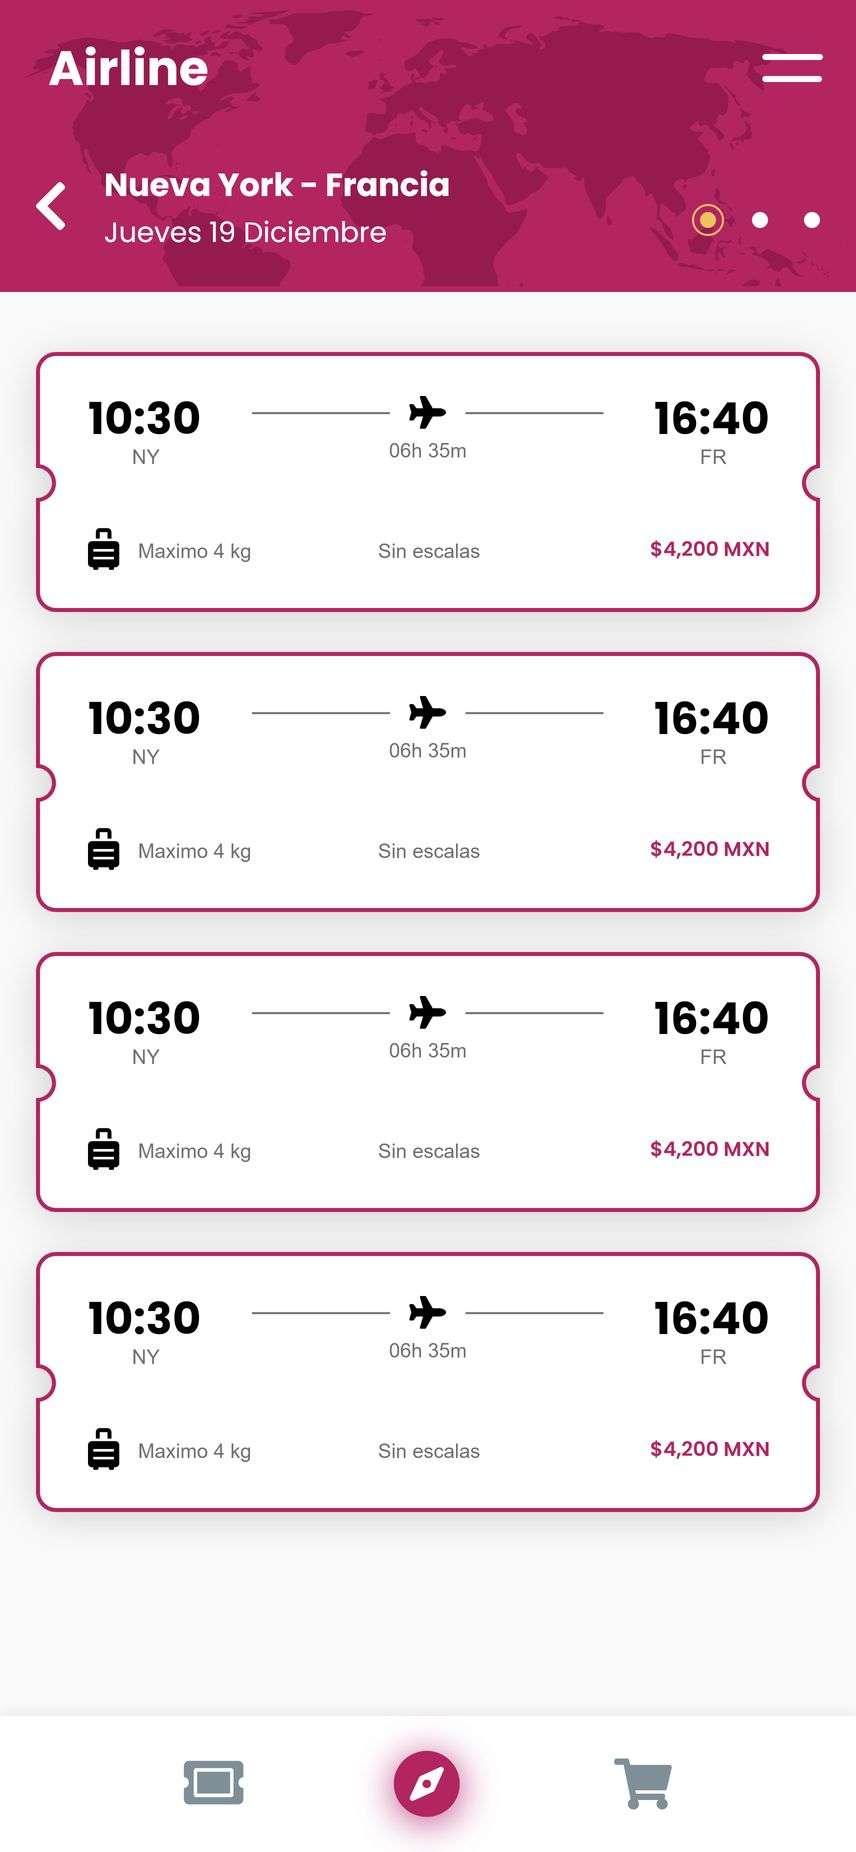 Airline
Nueva York - Francia
Jueves 19 Diciembre
10:30 16:40
NY 06h 35m FR
Maximo 4 kg Sin escalas $4,200 MXN
10:30 16:40
NY 06h 35m FR
Maximo 4 kg Sin escalas $4,200 MXN
10:30 16:40
NY 06h 35m FR
Maximo 4 kg Sin escalas $4,200 MXN
10:30 16:40
NY 06h 35m FR
Maximo 4 kg Sin escalas $4,200 MXN